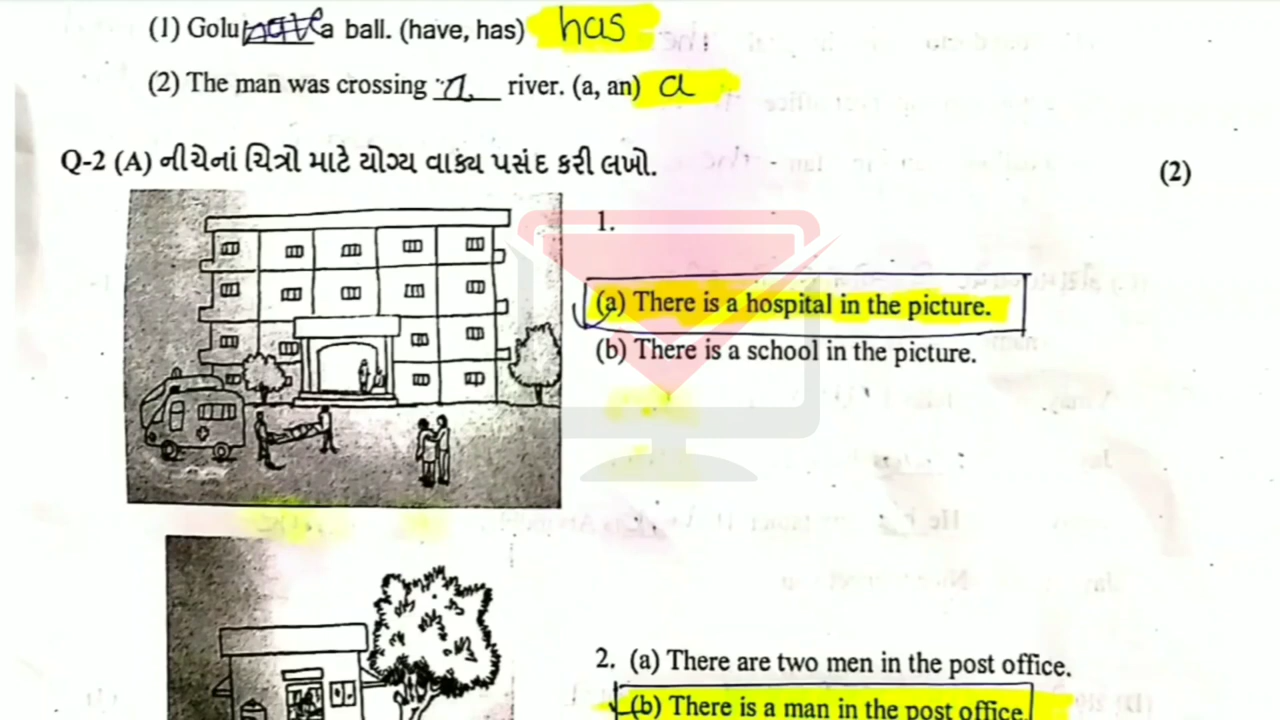 (1) Golu have a ball. (have, has) has
(2) The man was crossing a river. (a, an) a
Q-2 (A) નીચેનાં ચિત્રો માટે યોગ્ય વાક્ય પસંદ કરી લખો. (2)
1.
(a) There is a hospital in the picture.
(b) There is a school in the picture.
2. (a) There are two men in the post office.
(b) There is a man in the post office.